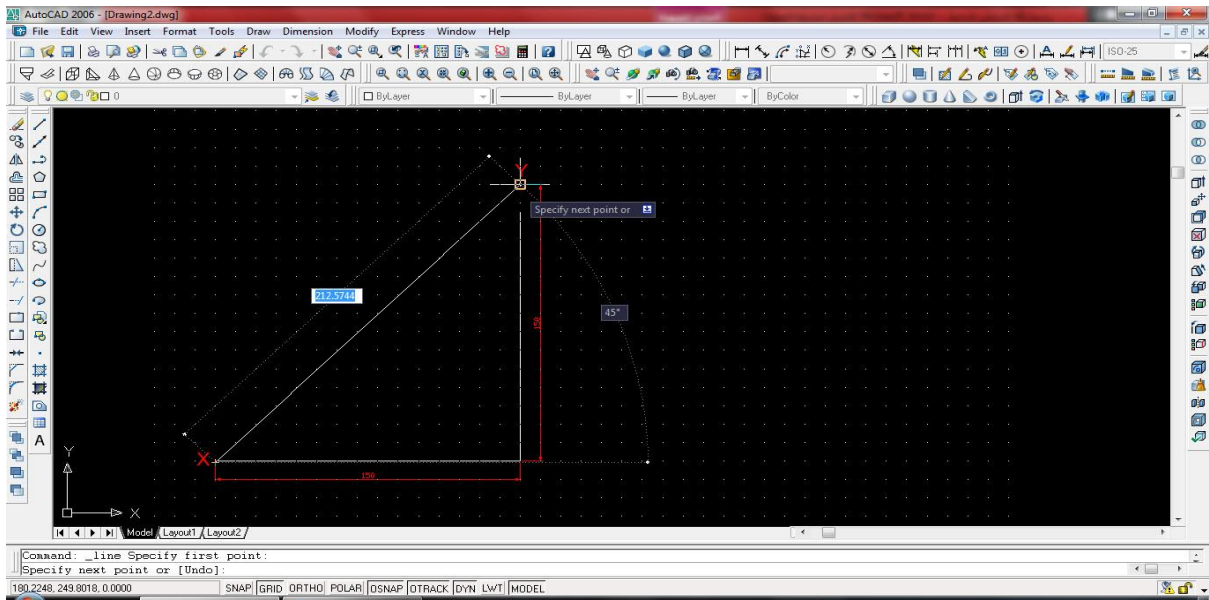 AutoCAD 2006 - [Drawing2.dwg]
File Edit View Insert Format Tools Draw Dimension Modify Express Window Help
ISO-25
0 ByLayer ByLayer ByLayer ByColor
Y
Specify next point or
212.5744
45°
150
A
X
150
Y
X
Model Layout1 Layout2
Command: _line Specify first point:
Specify next point or [Undo]:
180.2248, 249.8018, 0.0000 SNAP GRID ORTHO POLAR OSNAP OTRACK DYN LWT MODEL